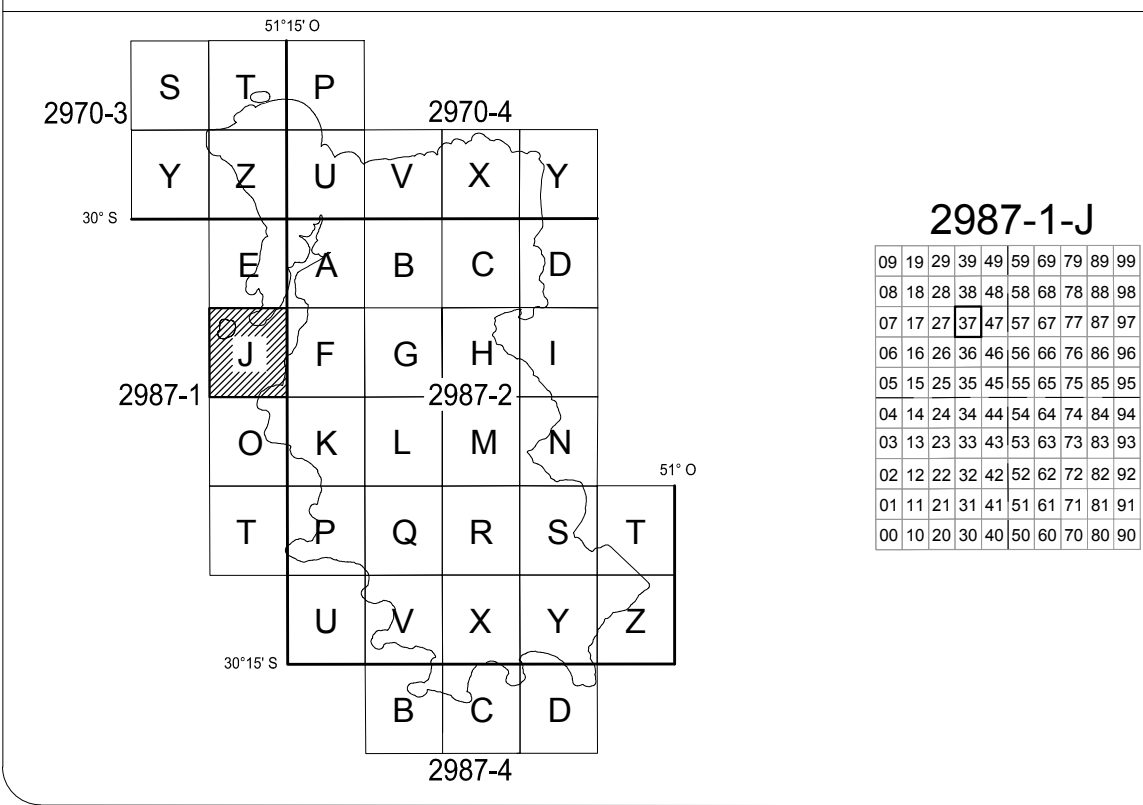 51°15' O
S T P
2970-3 2970-4
Y Z U V X Y
30° S
E A B C D
J F G H I
2987-1 2987-2
O K L M N
51° O
T P Q R S T
U V X Y Z
30°15' S
B C D
2987-4
2987-1-J
09 19 29 39 49 59 69 79 89 99
08 18 28 38 48 58 68 78 88 98
07 17 27 37 47 57 67 77 87 97
06 16 26 36 46 56 66 76 86 96
05 15 25 35 45 55 65 75 85 95
04 14 24 34 44 54 64 74 84 94
03 13 23 33 43 53 63 73 83 93
02 12 22 32 42 52 62 72 82 92
01 11 21 31 41 51 61 71 81 91
00 10 20 30 40 50 60 70 80 90